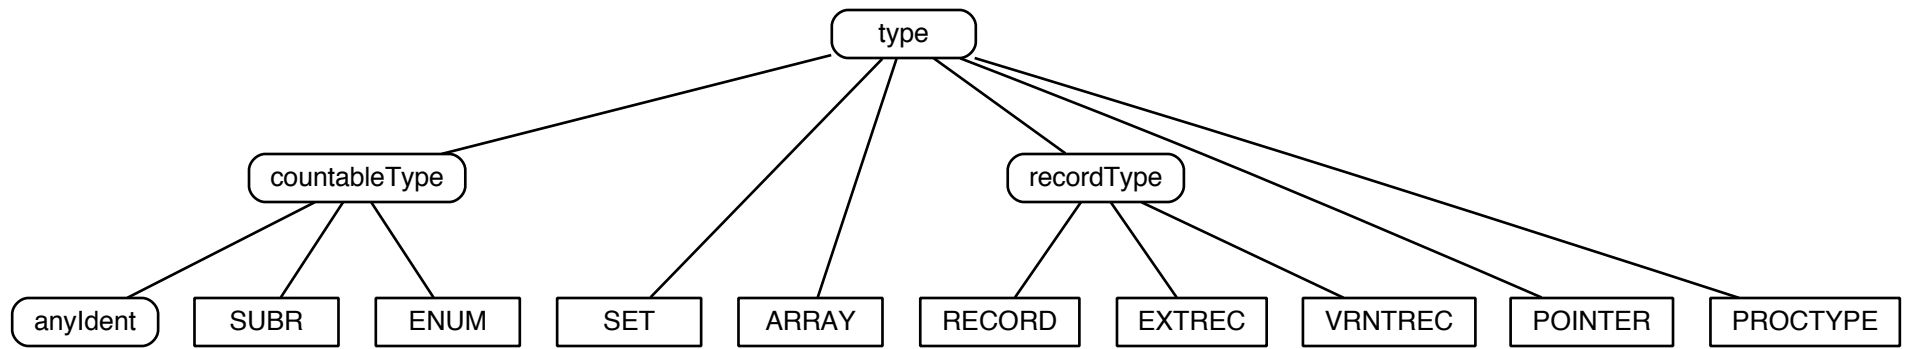 type
countableType
recordType
anyIdent
SUBR
ENUM
SET
ARRAY
RECORD
EXTREC
VRNTREC
POINTER
PROCTYPE